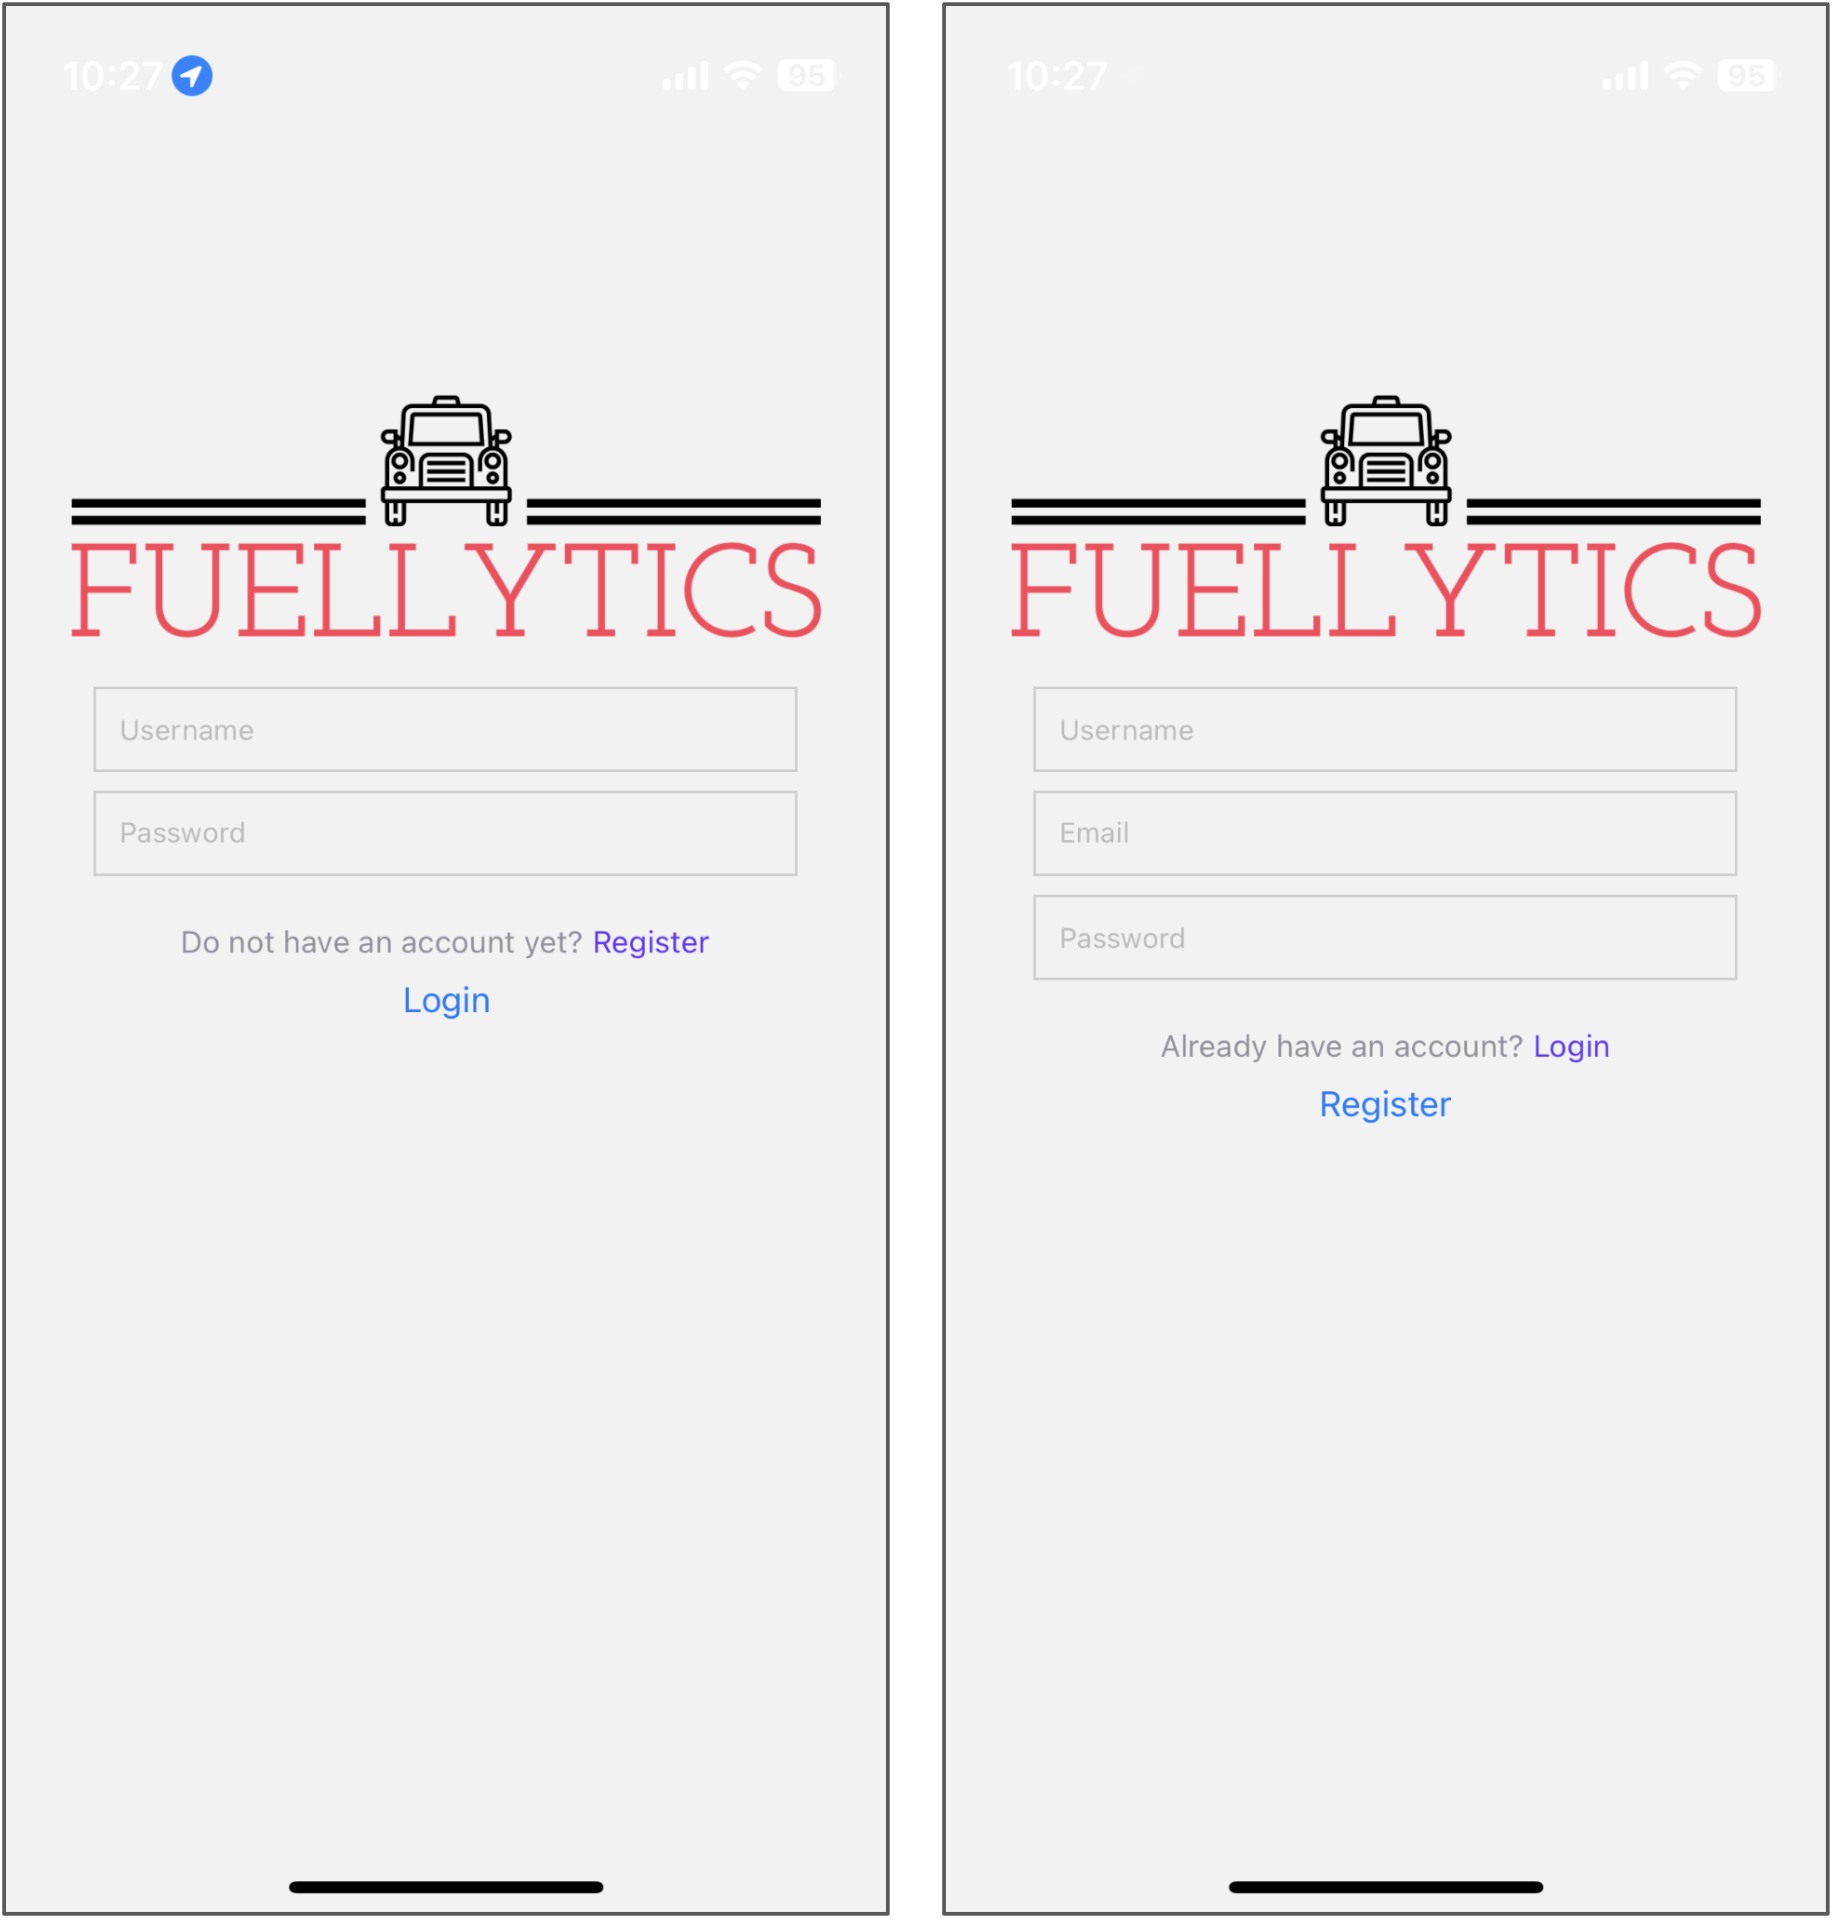 10:27
95
FUELLYTICS
Username
Password
Do not have an account yet? Register
Login
10:27
95
FUELLYTICS
Username
Email
Password
Already have an account? Login
Register